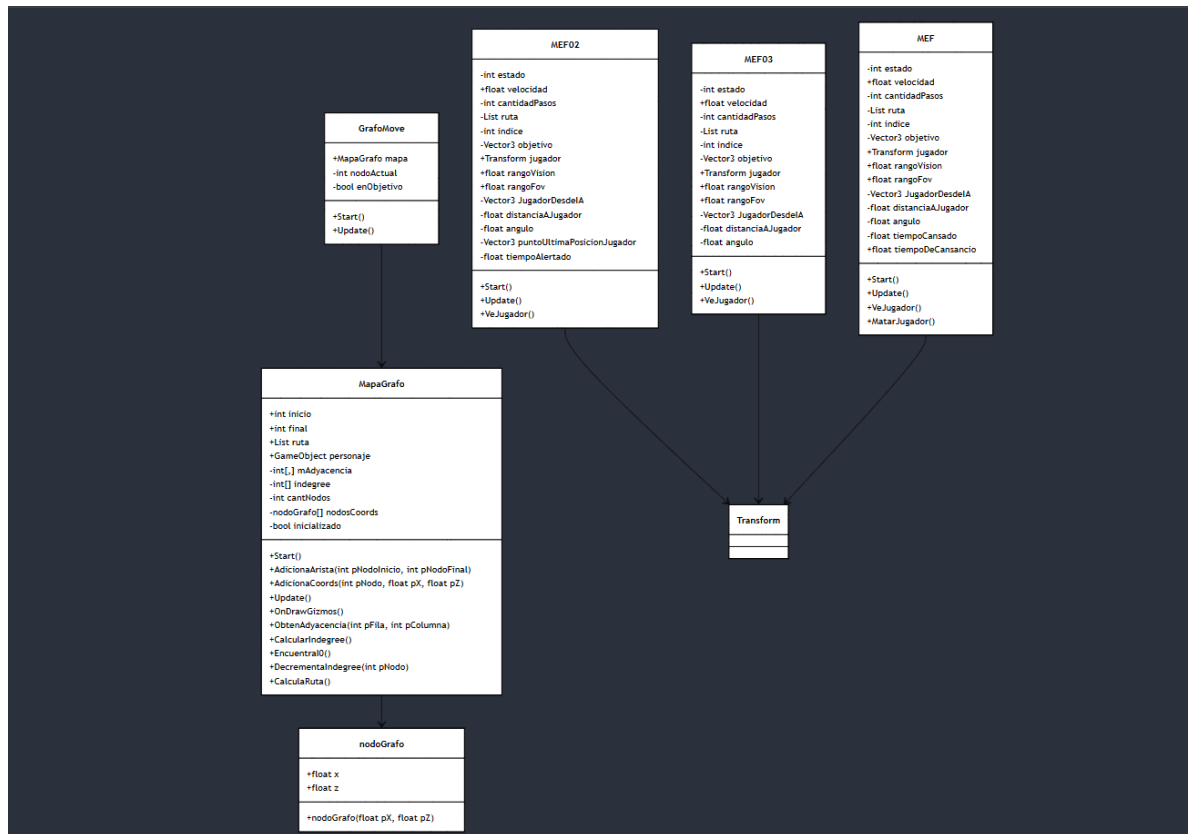 GrafoMove
+MapaGrafo mapa
-int nodoActual
-bool enObjetivo
+Start()
+Update()
MEF02
-int estado
+float velocidad
-int cantidadPasos
-List ruta
-int indice
-Vector3 objetivo
+Transform jugador
+float rangoVision
+float rangoFov
-Vector3 JugadorDesdeIA
-float distanciaAJugador
-float angulo
-Vector3 puntoUltimaPosicionJugador
-float tiempoAlertado
+Start()
+Update()
+VeJugador()
MEF03
-int estado
+float velocidad
-int cantidadPasos
-List ruta
-int indice
-Vector3 objetivo
+Transform jugador
+float rangoVision
+float rangoFov
-Vector3 JugadorDesdeIA
-float distanciaAJugador
-float angulo
+Start()
+Update()
+VeJugador()
MEF
-int estado
+float velocidad
-int cantidadPasos
-List ruta
-int indice
-Vector3 objetivo
+Transform jugador
+float rangoVision
+float rangoFov
-Vector3 JugadorDesdeIA
-float distanciaAJugador
-float angulo
-float tiempoCansado
+float tiempoDeCansancio
+Start()
+Update()
+VeJugador()
+MatarJugador()
MapaGrafo
+int inicio
+int final
+List ruta
+GameObject personaje
-int[,] mAdyacencia
-int[] indegree
-int cantNodos
-nodoGrafo[] nodosCoords
-bool inicializado
+Start()
+AdicionaArista(int pNodoInicio, int pNodoFinal)
+AdicionaCoords(int pNodo, float pX, float pZ)
+Update()
+OnDrawGizmos()
+ObtenAdyacencia(int pFila, int pColumna)
+CalcularIndegree()
+EncuentraI0()
+DecrementaIndegree(int pNodo)
+CalculaRuta()
Transform
nodoGrafo
+float x
+float z
+nodoGrafo(float pX, float pZ)